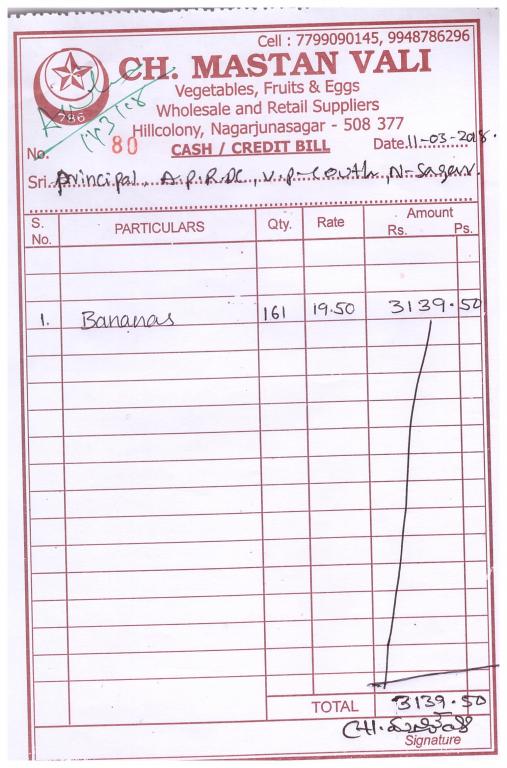 Cell : 7799090145, 9948786296
CH. MASTAN VALI
786
Vegetables, Fruits & Eggs
Wholesale and Retail Suppliers
Hillcolony, Nagarjunasagar - 508 377
No. 80 CASH / CREDIT BILL Date. 11-03-2018.
Sri. Principal, A.P.R.DC, V.P-South, N-Sagar.
S. No. PARTICULARS Qty. Rate Amount Rs. Ps.
1. Bananas 161 19.50 3139.50
TOTAL 3139.50
CH.
Signature